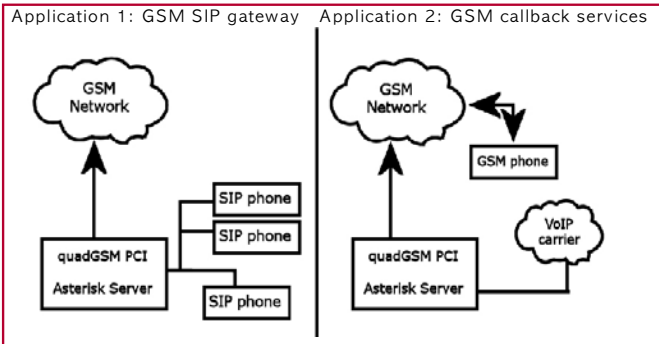 Application 1: GSM SIP gateway
GSM
Network
SIP phone
SIP phone
quadGSM PCI
Asterisk Server
SIP phone
Application 2: GSM callback services
GSM
Network
GSM phone
VoIP
carrier
quadGSM PCI
Asterisk Server